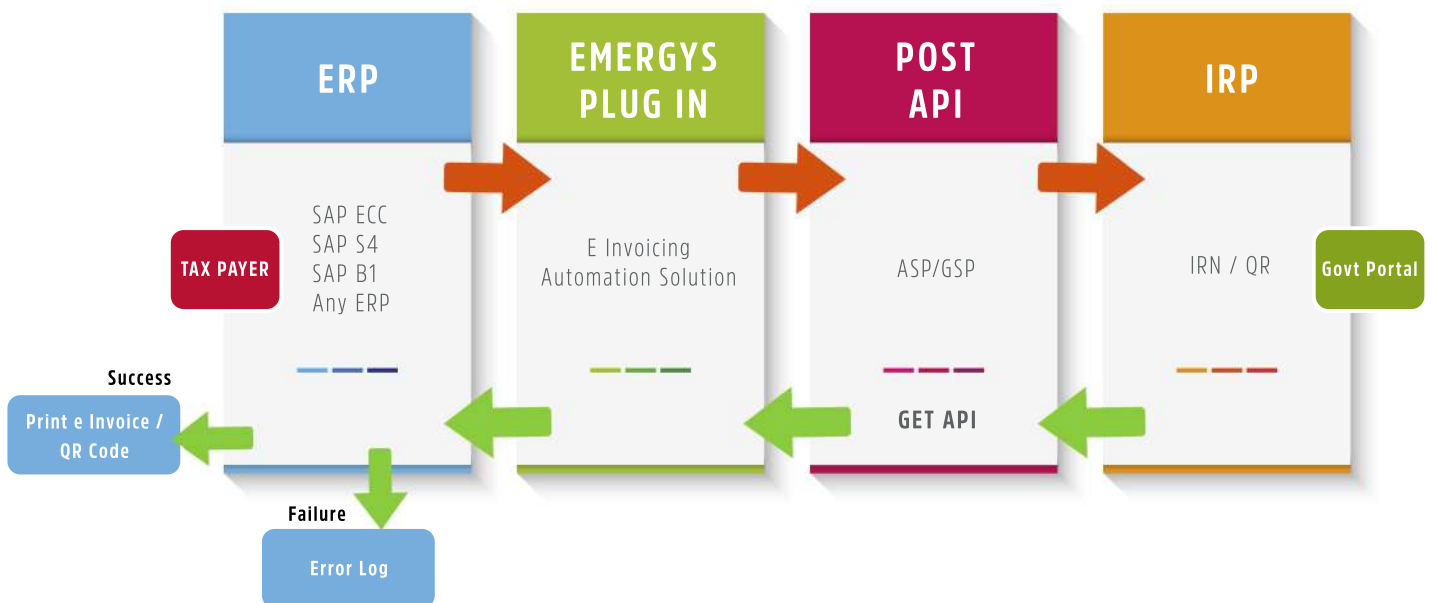 ERP
EMERGYS
PLUG IN
POST
API
IRP
TAX PAYER
SAP ECC
SAP S4
SAP B1
Any ERP
E Invoicing
Automation Solution
ASP/GSP
IRN / QR
Govt Portal
GET API
Success
Print e Invoice /
QR Code
Failure
Error Log